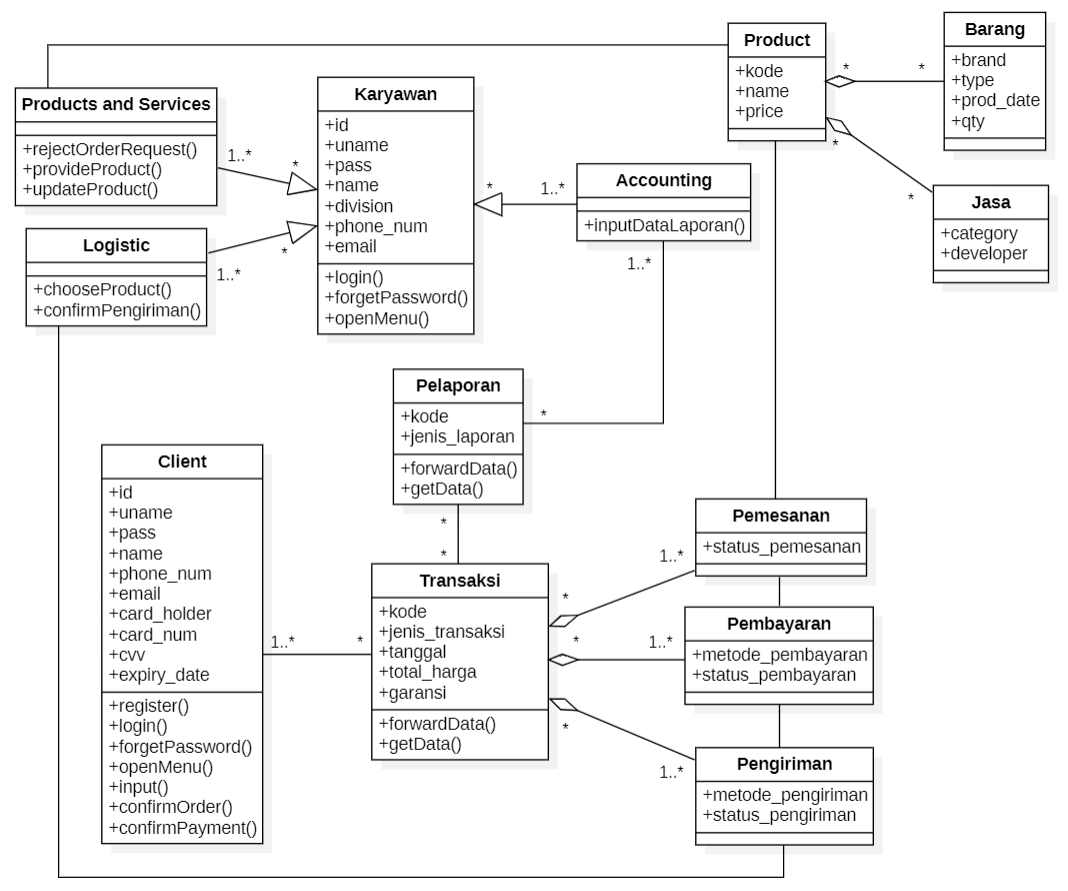 Product
+kode
+name
+price
Barang
+brand
+type
+prod_date
+qty
*
*
*
*
Jasa
+category
+developer
Products and Services
+rejectOrderRequest()
+provideProduct()
+updateProduct()
1..*
*
Karyawan
+id
+uname
+pass
+name
+division
+phone_num
+email
+login()
+forgetPassword()
+openMenu()
*
1..*
Accounting
+inputDataLaporan()
1..*
Logistic
+chooseProduct()
+confirmPengiriman()
*
1..*
Pelaporan
+kode
+jenis_laporan
+forwardData()
+getData()
*
*
*
Client
+id
+uname
+pass
+name
+phone_num
+email
+card_holder
+card_num
+cvv
+expiry_date
+register()
+login()
+forgetPassword()
+openMenu()
+input()
+confirmOrder()
+confirmPayment()
1..*
*
Transaksi
+kode
+jenis_transaksi
+tanggal
+total_harga
+garansi
+forwardData()
+getData()
*
1..*
*
1..*
*
1..*
Pemesanan
+status_pemesanan
Pembayaran
+metode_pembayaran
+status_pembayaran
Pengiriman
+metode_pengiriman
+status_pengiriman